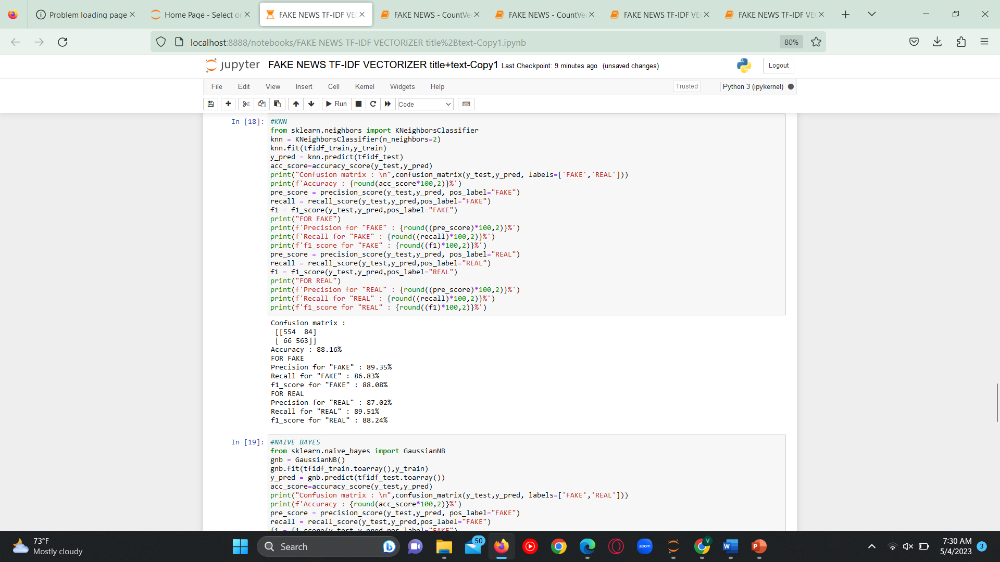 Problem loading page
Home Page - Select or
FAKE NEWS TF-IDF VE
FAKE NEWS - CountVe
FAKE NEWS - CountVe
FAKE NEWS TF-IDF VE
FAKE NEWS TF-IDF VE
localhost:8888/notebooks/FAKE NEWS TF-IDF VECTORIZER title%2Btext-Copy1.ipynb
80%
jupyter FAKE NEWS TF-IDF VECTORIZER title+text-Copy1 Last Checkpoint: 9 minutes ago (unsaved changes)
Logout
File Edit View Insert Cell Kernel Widgets Help
Trusted
Python 3 (ipykernel)
Run
Code
In [18]:
#KNN
from sklearn.neighbors import KNeighborsClassifier
knn = KNeighborsClassifier(n_neighbors=2)
knn.fit(tfidf_train,y_train)
y_pred = knn.predict(tfidf_test)
acc_score=accuracy_score(y_test,y_pred)
print("Confusion matrix : \n",confusion_matrix(y_test,y_pred, labels=['FAKE','REAL']))
print(f'Accuracy : {round(acc_score*100,2)}%')
pre_score = precision_score(y_test,y_pred, pos_label="FAKE")
recall = recall_score(y_test,y_pred,pos_label="FAKE")
f1 = f1_score(y_test,y_pred,pos_label="FAKE")
print("FOR FAKE")
print(f'Precision for "FAKE" : {round((pre_score)*100,2)}%')
print(f'Recall for "FAKE" : {round((recall)*100,2)}%')
print(f'f1_score for "FAKE" : {round((f1)*100,2)}%')
pre_score = precision_score(y_test,y_pred, pos_label="REAL")
recall = recall_score(y_test,y_pred,pos_label="REAL")
f1 = f1_score(y_test,y_pred,pos_label="REAL")
print("FOR REAL")
print(f'Precision for "REAL" : {round((pre_score)*100,2)}%')
print(f'Recall for "REAL" : {round((recall)*100,2)}%')
print(f'f1_score for "REAL" : {round((f1)*100,2)}%')
Confusion matrix :
[[554 84]
[ 66 563]]
Accuracy : 88.16%
FOR FAKE
Precision for "FAKE" : 89.35%
Recall for "FAKE" : 86.83%
f1_score for "FAKE" : 88.08%
FOR REAL
Precision for "REAL" : 87.02%
Recall for "REAL" : 89.51%
f1_score for "REAL" : 88.24%
In [19]:
#NAIVE BAYES
from sklearn.naive_bayes import GaussianNB
gnb = GaussianNB()
gnb.fit(tfidf_train.toarray(),y_train)
y_pred = gnb.predict(tfidf_test.toarray())
acc_score=accuracy_score(y_test,y_pred)
print("Confusion matrix : \n",confusion_matrix(y_test,y_pred, labels=['FAKE','REAL']))
print(f'Accuracy : {round(acc_score*100,2)}%')
pre_score = precision_score(y_test,y_pred, pos_label="FAKE")
recall = recall_score(y_test,y_pred,pos_label="FAKE")
f1 = f1_score(y_test,y_pred,pos_label="FAKE")
73°F
Mostly cloudy
Search
50
zoom
V
W
P
7:30 AM
5/4/2023
3